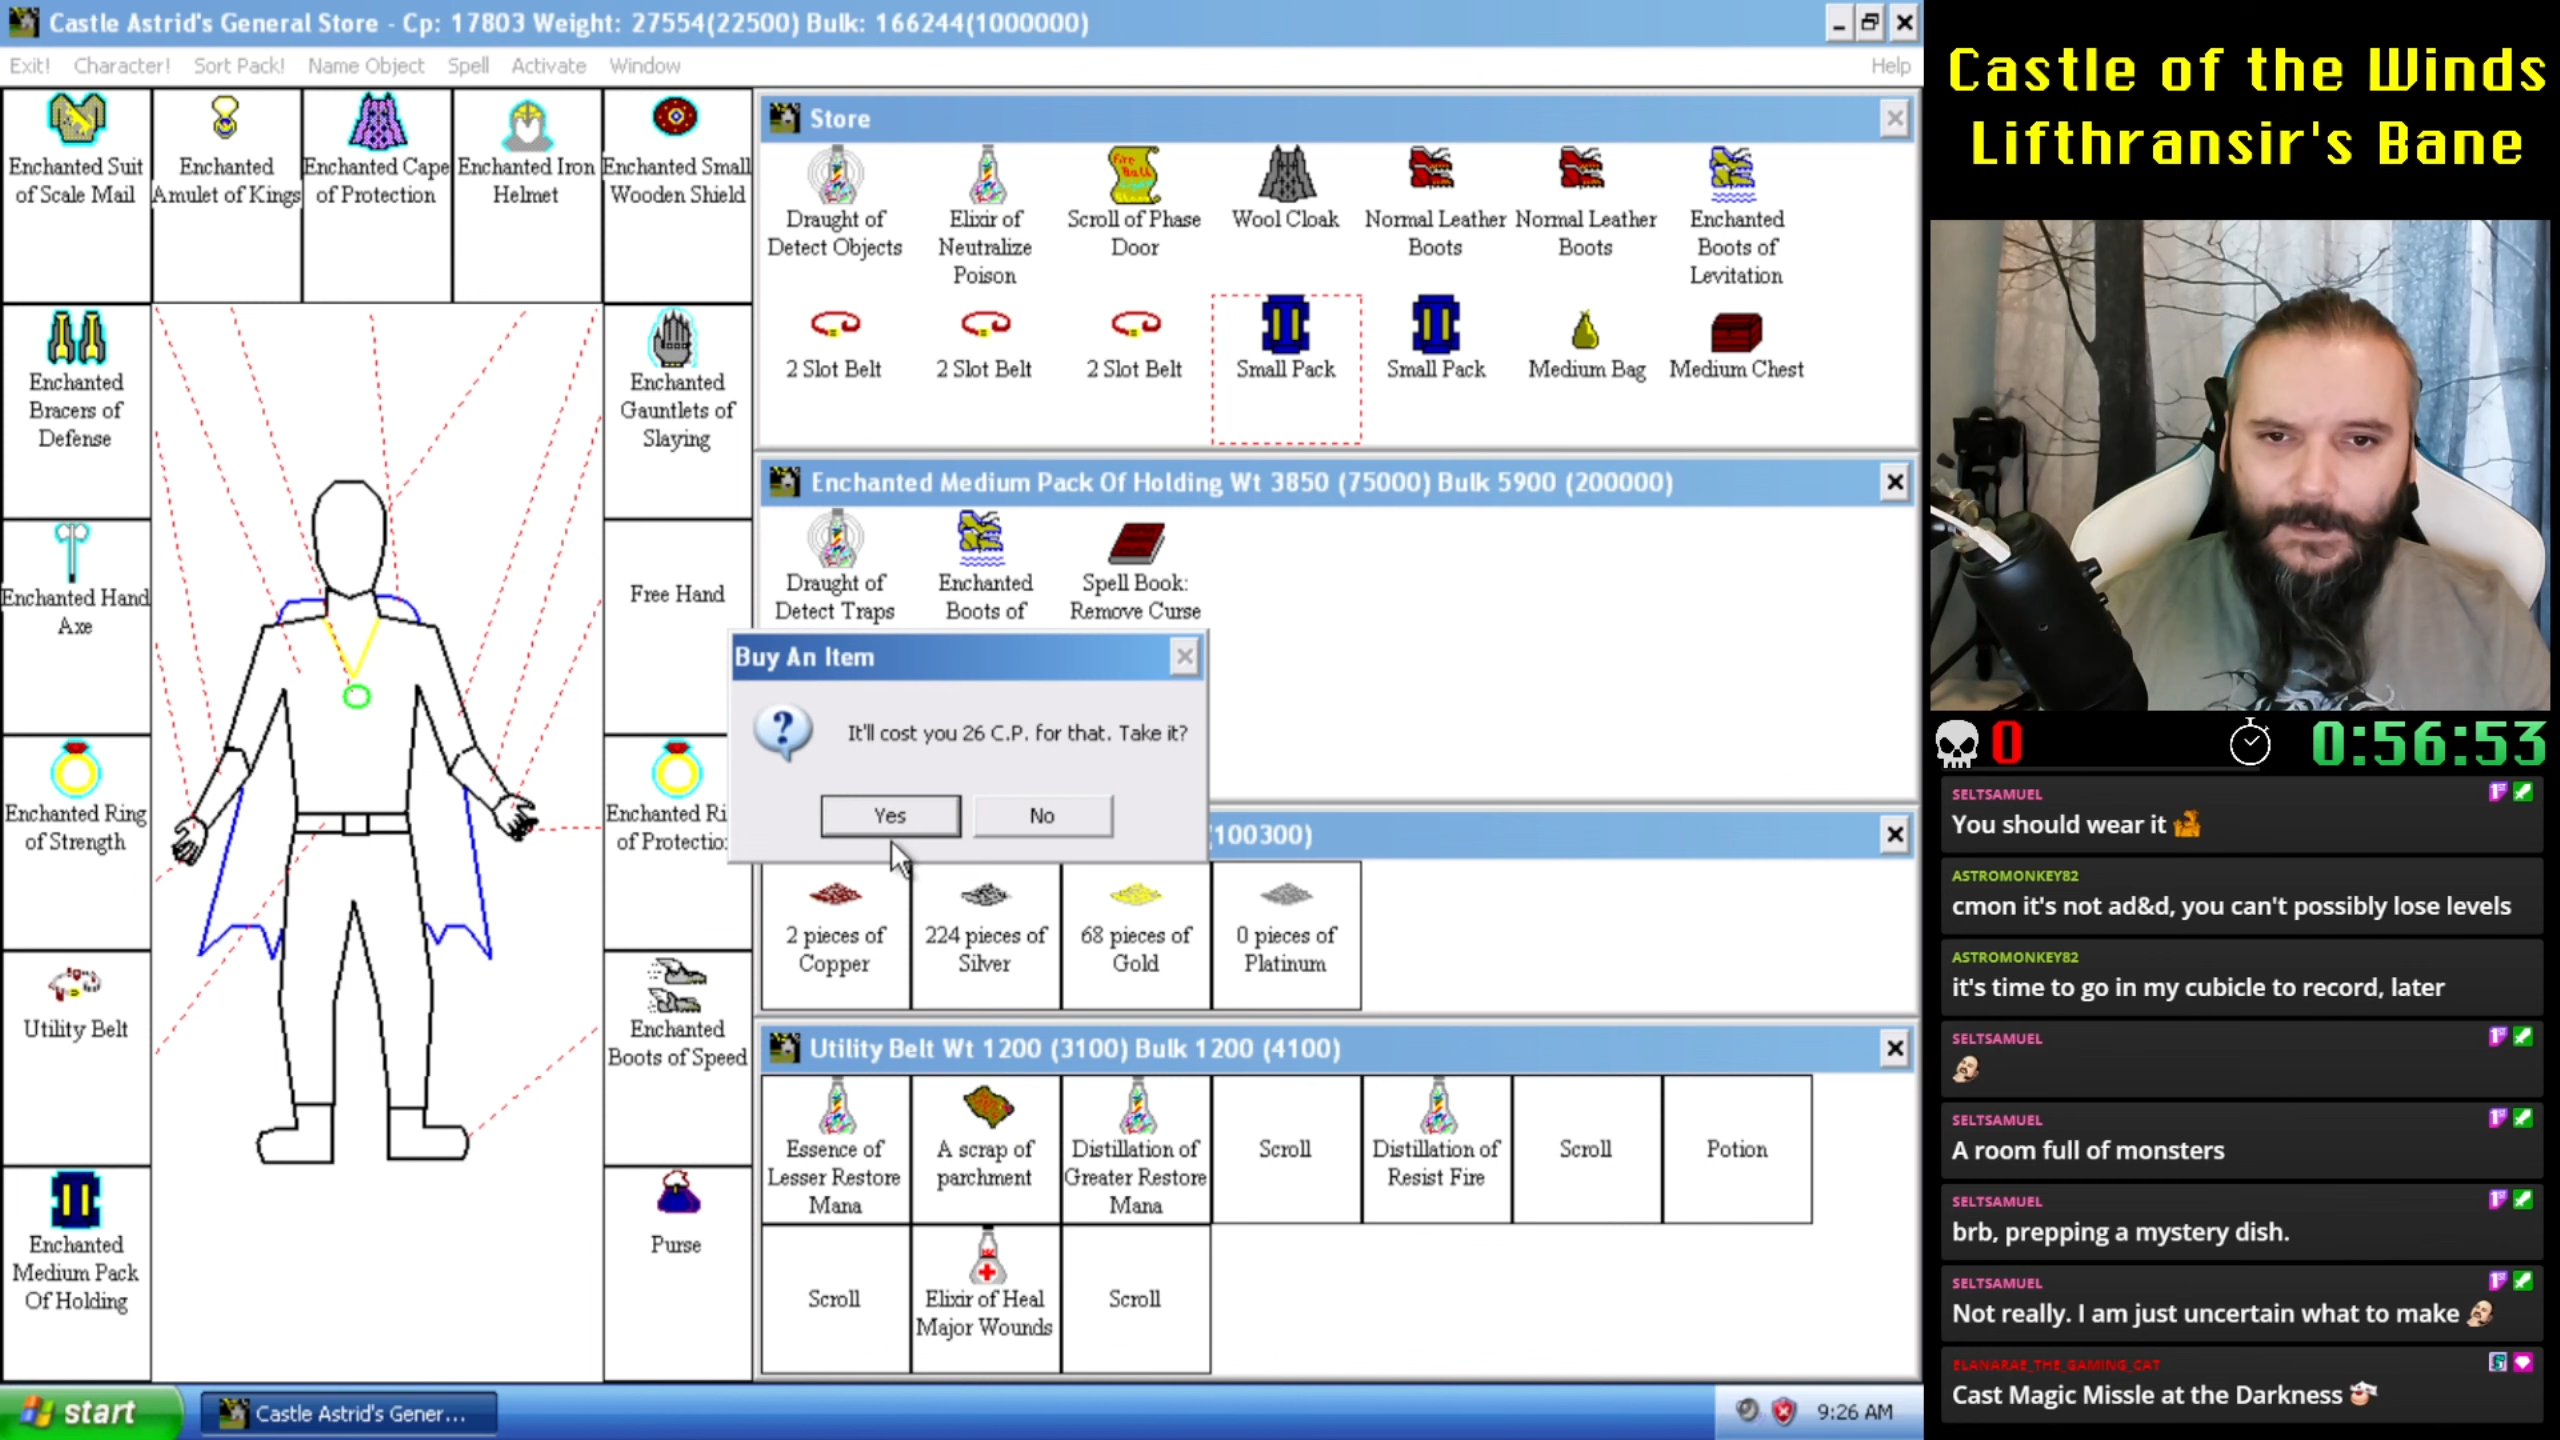 Castle Astrid's General Store - Cp: 17803 Weight: 27554(22500) Bulk: 166244(1000000)
Exit! Character! Sort Pack! Name Object Spell Activate Window Help
Enchanted Suit
of Scale Mail
Enchanted
Amulet of Kings
Enchanted Cape
of Protection
Enchanted Iron
Helmet
Enchanted Small
Wooden Shield
Enchanted
Bracers of
Defense
Enchanted
Gauntlets of
Slaying
Enchanted Hand
Axe
Free Hand
Enchanted Ring
of Strength
Enchanted Ri
of Protectio
Utility Belt
Enchanted
Boots of Speed
Enchanted
Medium Pack
Of Holding
Purse
Store
Draught of
Detect Objects
Elixir of
Neutralize
Poison
Scroll of Phase
Door
Wool Cloak
Normal Leather
Boots
Normal Leather
Boots
Enchanted
Boots of
Levitation
2 Slot Belt
2 Slot Belt
2 Slot Belt
Small Pack
Small Pack
Medium Bag
Medium Chest
Enchanted Medium Pack Of Holding Wt 3850 (75000) Bulk 5900 (200000)
Draught of
Detect Traps
Enchanted
Boots of
Spell Book:
Remove Curse
Buy An Item
It'll cost you 26 C.P. for that. Take it?
Yes
No
(100300)
2 pieces of
Copper
224 pieces of
Silver
68 pieces of
Gold
0 pieces of
Platinum
Utility Belt Wt 1200 (3100) Bulk 1200 (4100)
Essence of
Lesser Restore
Mana
A scrap of
parchment
Distillation of
Greater Restore
Mana
Scroll
Distillation of
Resist Fire
Scroll
Potion
Scroll
Elixir of Heal
Major Wounds
Scroll
start
Castle Astrid's Gener...
9:26 AM
Castle of the Winds
Lifthransir's Bane
0
0:56:53
SELTSAMUEL
You should wear it
ASTROMONKEY82
cmon it's not ad&d, you can't possibly lose levels
ASTROMONKEY82
it's time to go in my cubicle to record, later
SELTSAMUEL
SELTSAMUEL
A room full of monsters
SELTSAMUEL
brb, prepping a mystery dish.
SELTSAMUEL
Not really. I am just uncertain what to make
ELANARAE_THE_GAMING_CAT
Cast Magic Missle at the Darkness